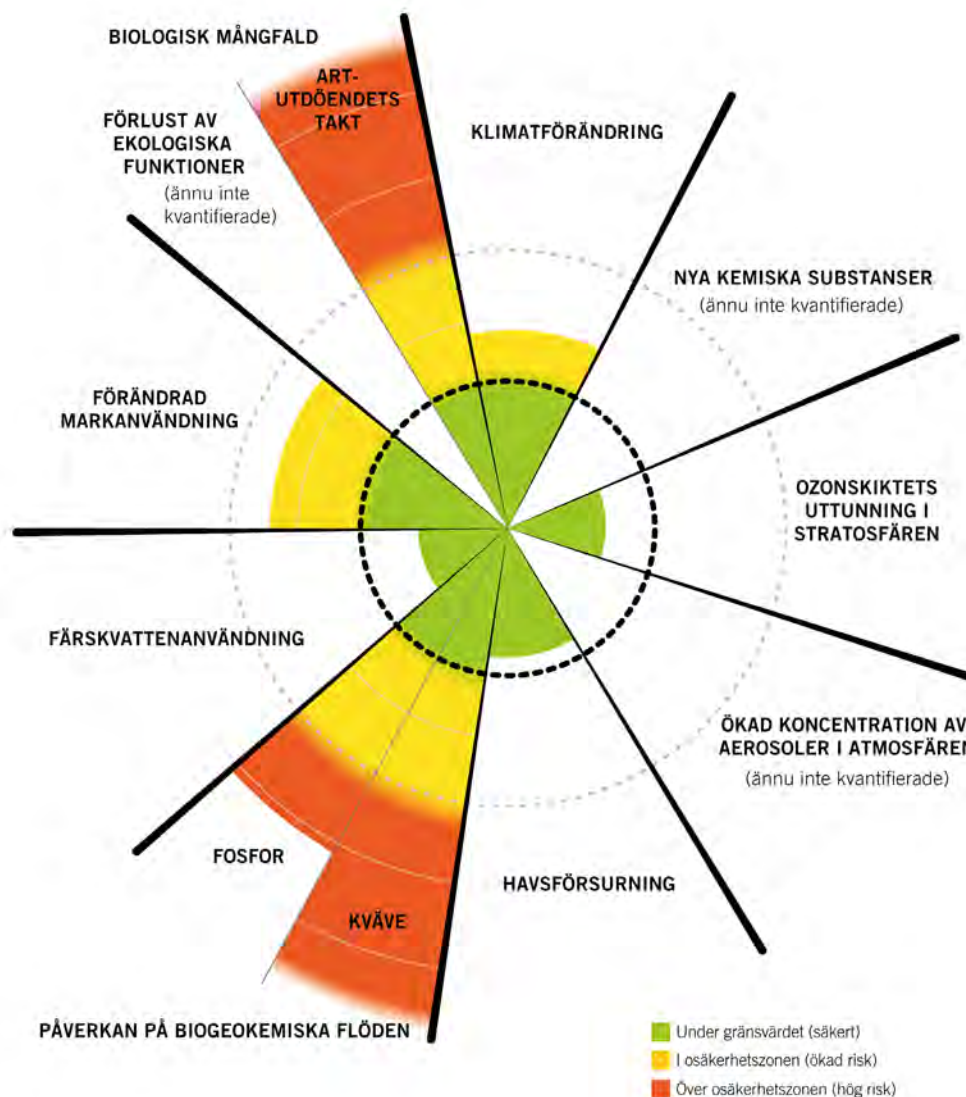 BIOLOGISK MÅNGFALD
ART-
UTDÖENDETS
TAKT
FÖRLUST AV
EKOLOGISKA
FUNKTIONER
(ännu inte
kvantifierade)
KLIMATFÖRÄNDRING
NYA KEMISKA SUBSTANSER
(ännu inte kvantifierade)
FÖRÄNDRAD
MARKANVÄNDNING
OZONSKIKTETS
UTTUNNING I
STRATOSFÄREN
FÄRSKVATTENANVÄNDNING
ÖKAD KONCENTRATION AV
AEROSOLER I ATMOSFÄREN
(ännu inte kvantifierade)
FOSFOR
HAVSFÖRSURNING
KVÄVE
PÅVERKAN PÅ BIOGEOKEMISKA FLÖDEN
Under gränsvärdet (säkert)
I osäkerhetszonen (ökad risk)
Över osäkerhetszonen (hög risk)